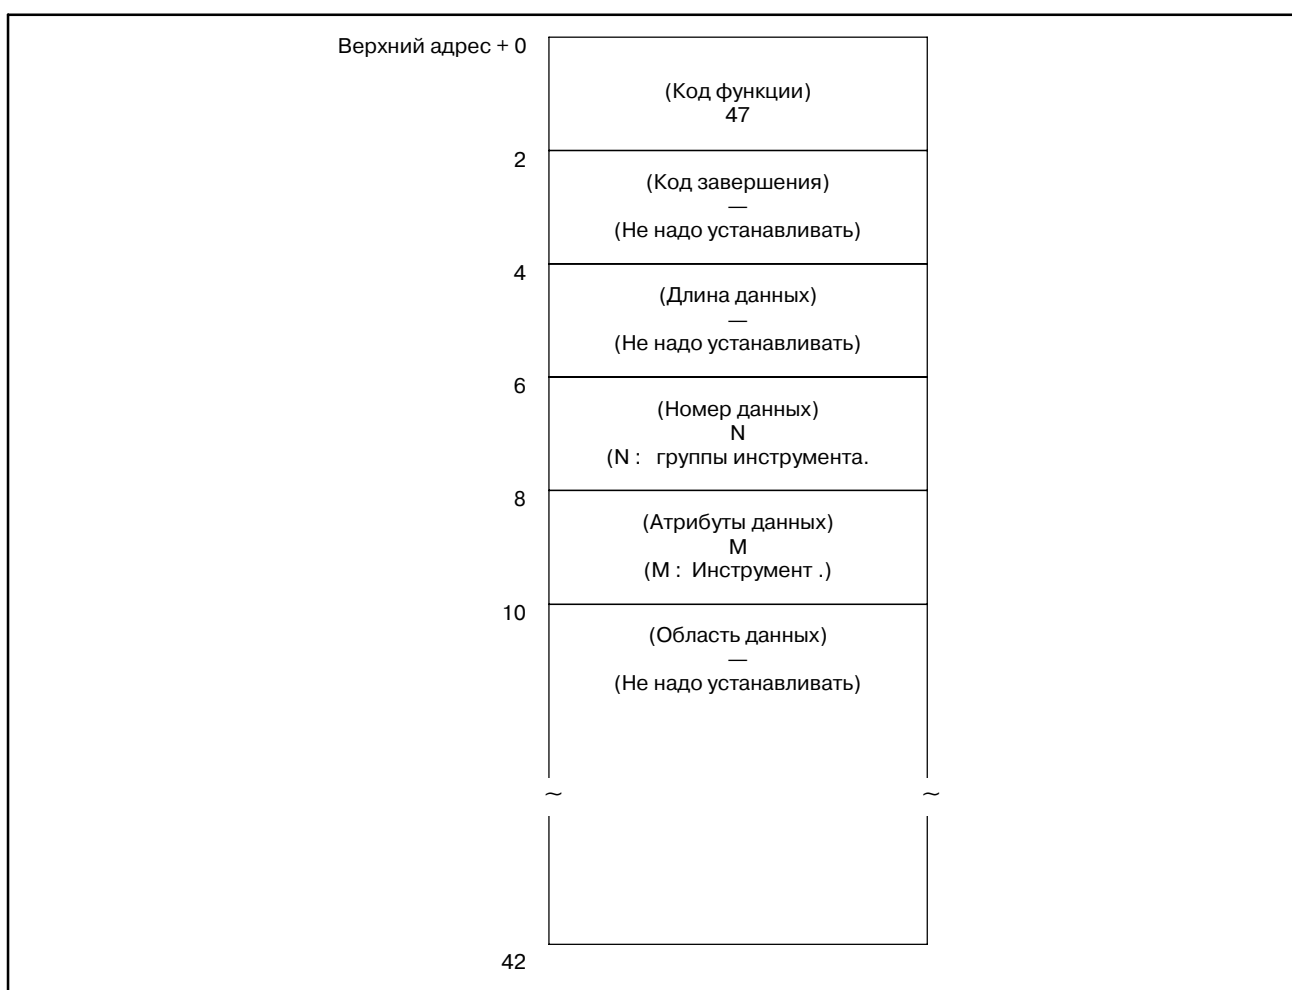 Верхний адрес + 0
(Код функции)
47
2
(Код завершения)
—
(Не надо устанавливать)
4
(Длина данных)
—
(Не надо устанавливать)
6
(Номер данных)
N
(N : группы инструмента.
8
(Атрибуты данных)
M
(M : Инструмент .)
10
(Область данных)
—
(Не надо устанавливать)
~ ~
42